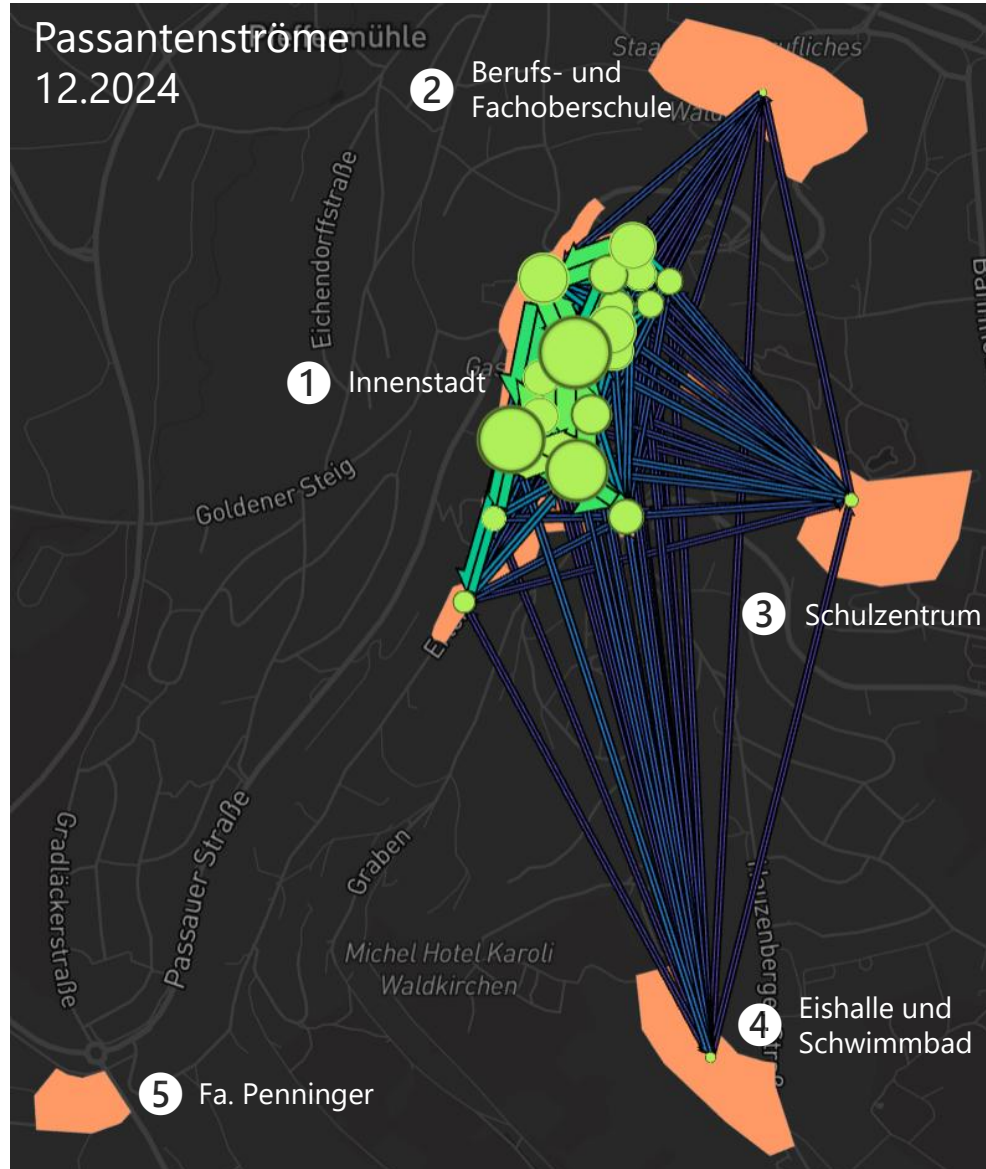 Passantenströme
12.2024
Pfeffermühle
2 Berufs- und
Fachoberschule
Eichendorffstraße
1 Innenstadt
Goldener Steig
3 Schulzentrum
Gradläckerstraße
Passauer Straße
Graben
Michel Hotel Karoli
Waldkirchen
4 Eishalle und
Schwimmbad
5 Fa. Penninger